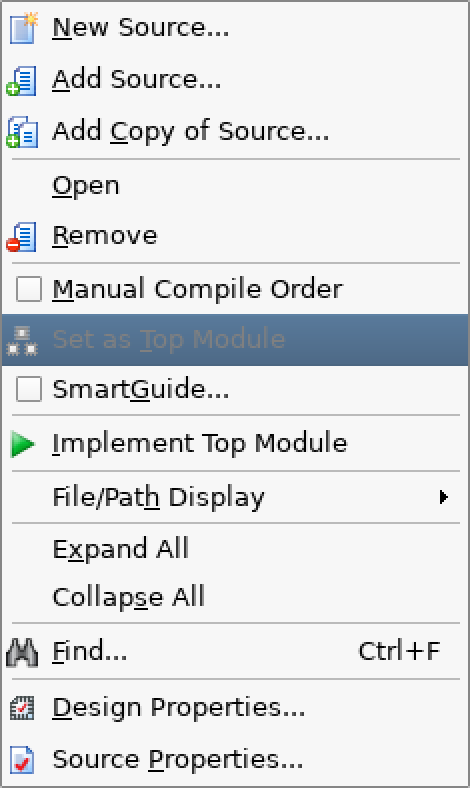 New Source...
Add Source...
Add Copy of Source...
Open
Remove
Manual Compile Order
Set as Top Module
SmartGuide...
Implement Top Module
File/Path Display
Expand All
Collapse All
Find... Ctrl+F
Design Properties...
Source Properties...